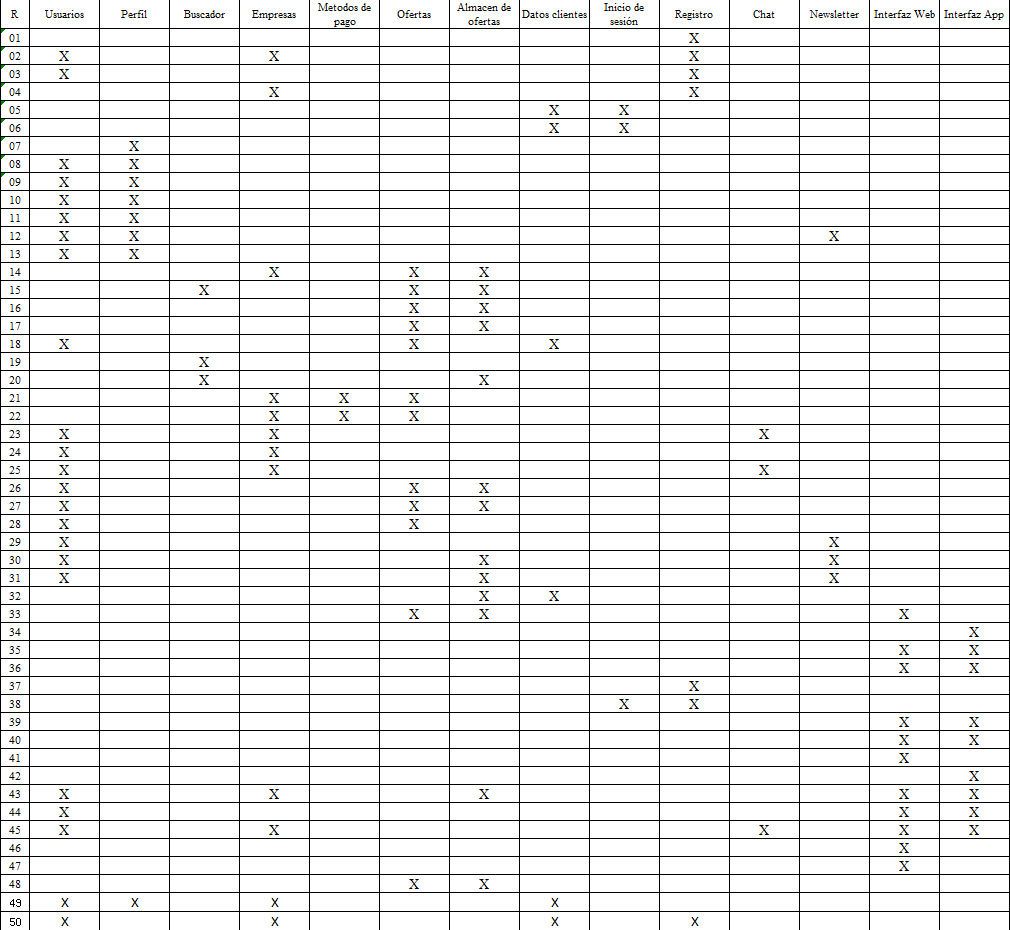 R Usuarios Perfil Buscador Empresas Metodos de pago Ofertas Almacen de ofertas Datos clientes Inicio de sesión Registro Chat Newsletter Interfaz Web Interfaz App
01 X
02 X X X
03 X X
04 X X
05 X X
06 X X
07 X
08 X X
09 X X
10 X X
11 X X
12 X X X
13 X X
14 X X X
15 X X X
16 X X
17 X X
18 X X X
19 X
20 X X
21 X X X
22 X X X
23 X X X
24 X X
25 X X X
26 X X X
27 X X X
28 X X
29 X X
30 X X X
31 X X X
32 X X
33 X X X
34 X
35 X X
36 X X
37 X
38 X X
39 X X
40 X X
41 X
42 X
43 X X X X X
44 X X X
45 X X X X X
46 X
47 X
48 X X
49 X X X X
50 X X X X